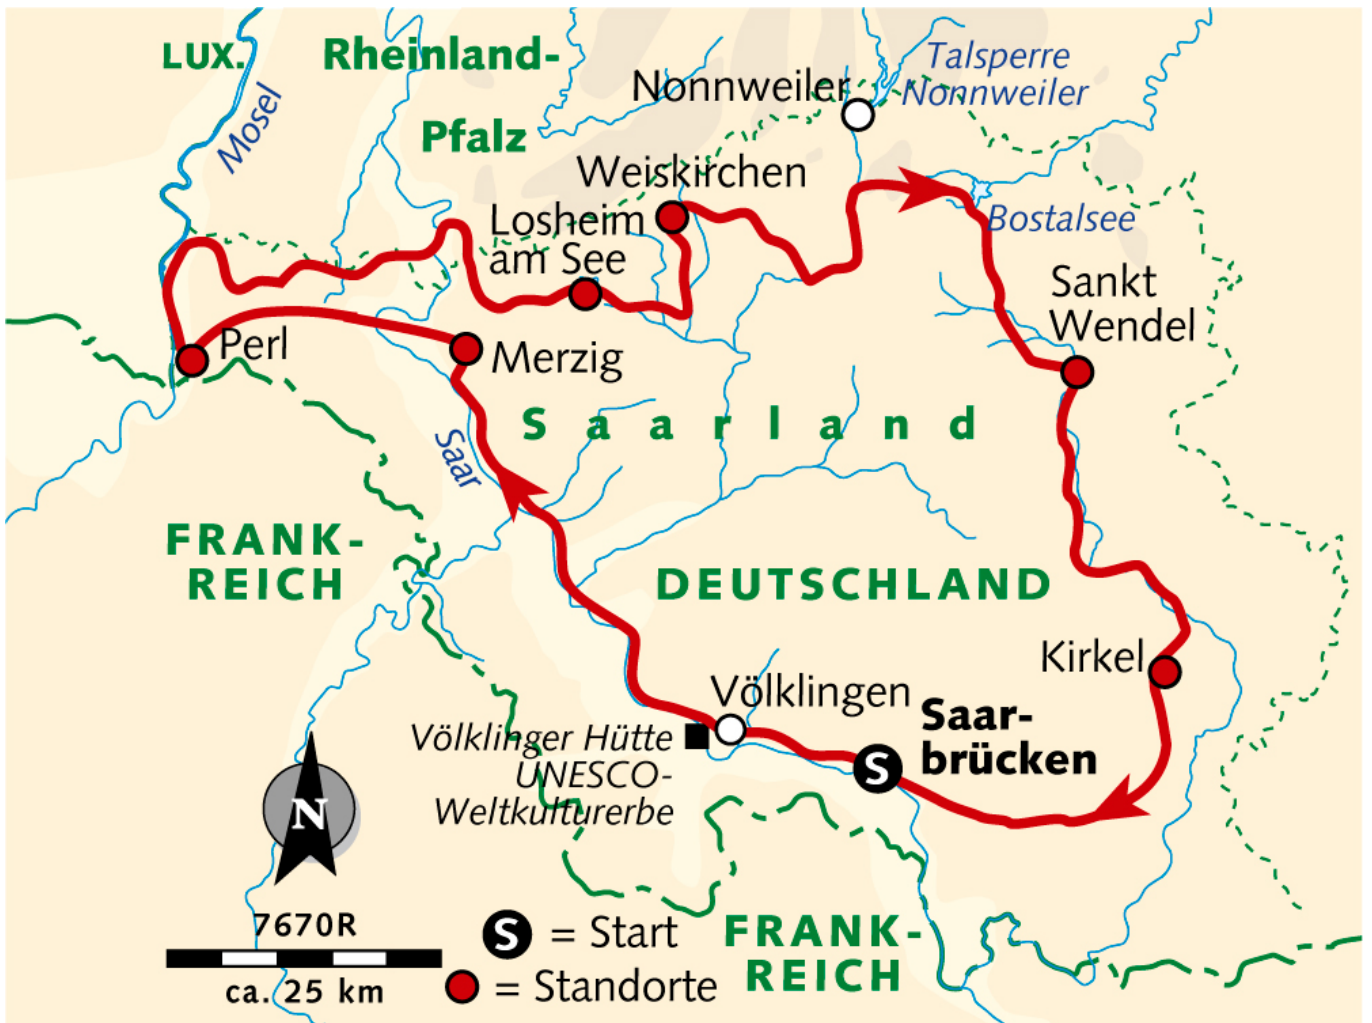 LUX.
Rheinland-
Pfalz
Mosel
Nonnweiler
Talsperre
Nonnweiler
Weiskirchen
Losheim
am See
Bostalsee
Sankt
Wendel
Perl
Merzig
Saarland
Saar
FRANK-
REICH
DEUTSCHLAND
Kirkel
Völklingen
Saar-
brücken
S
Völklinger Hütte
UNESCO-
Weltkulturerbe
N
7670R
ca. 25 km
S = Start
= Standorte
FRANK-
REICH